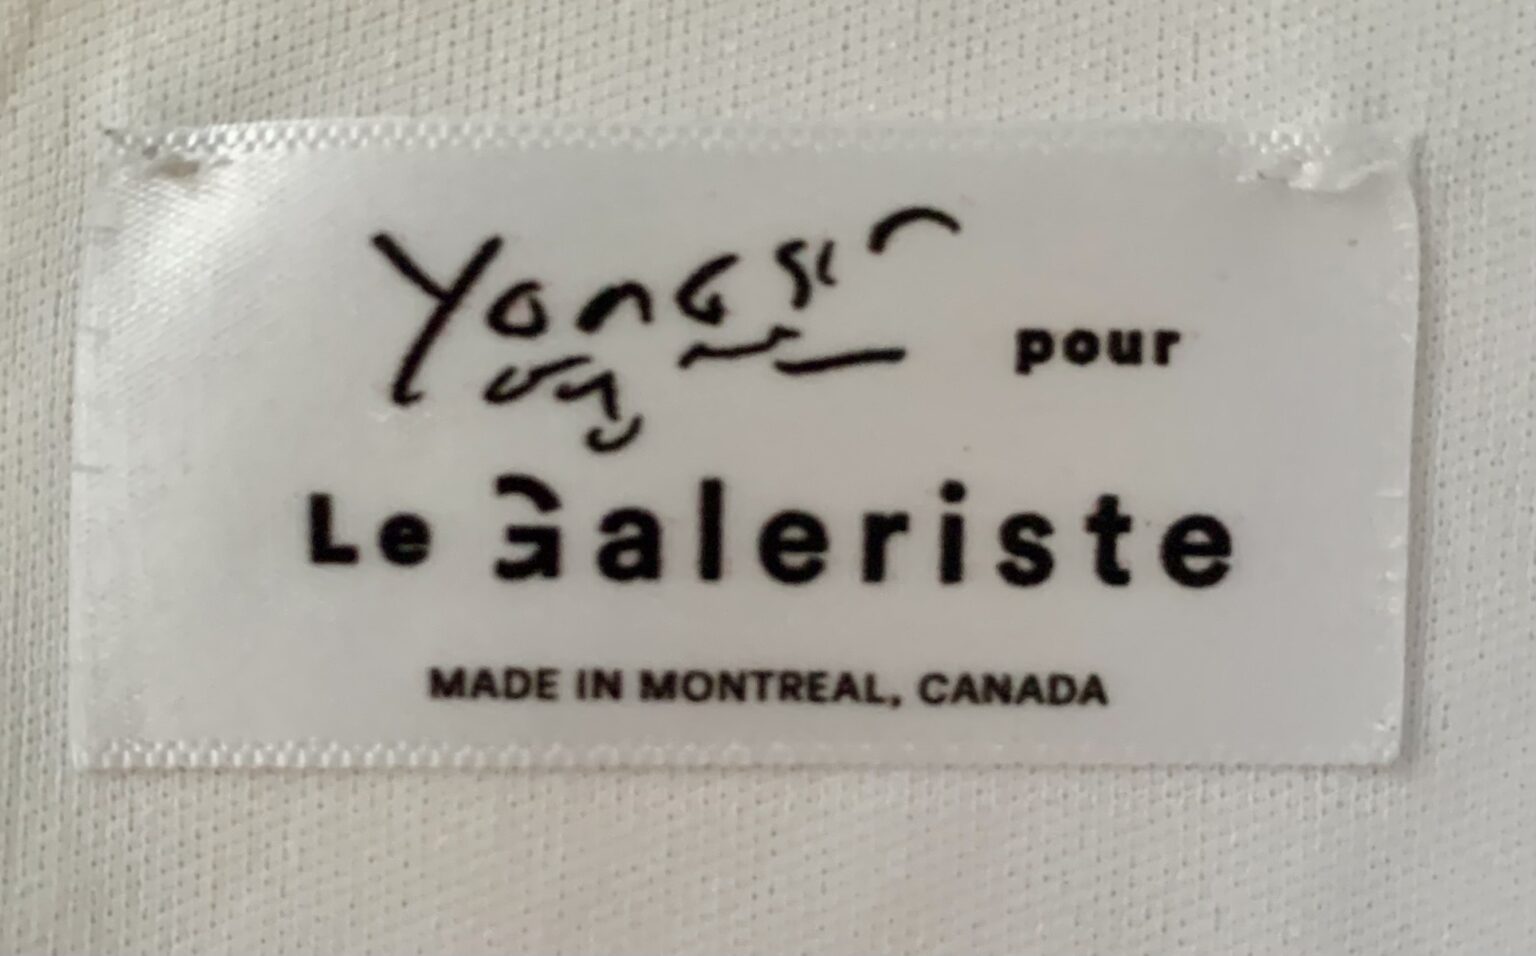 pour
Le Galeriste
MADE IN MONTREAL, CANADA